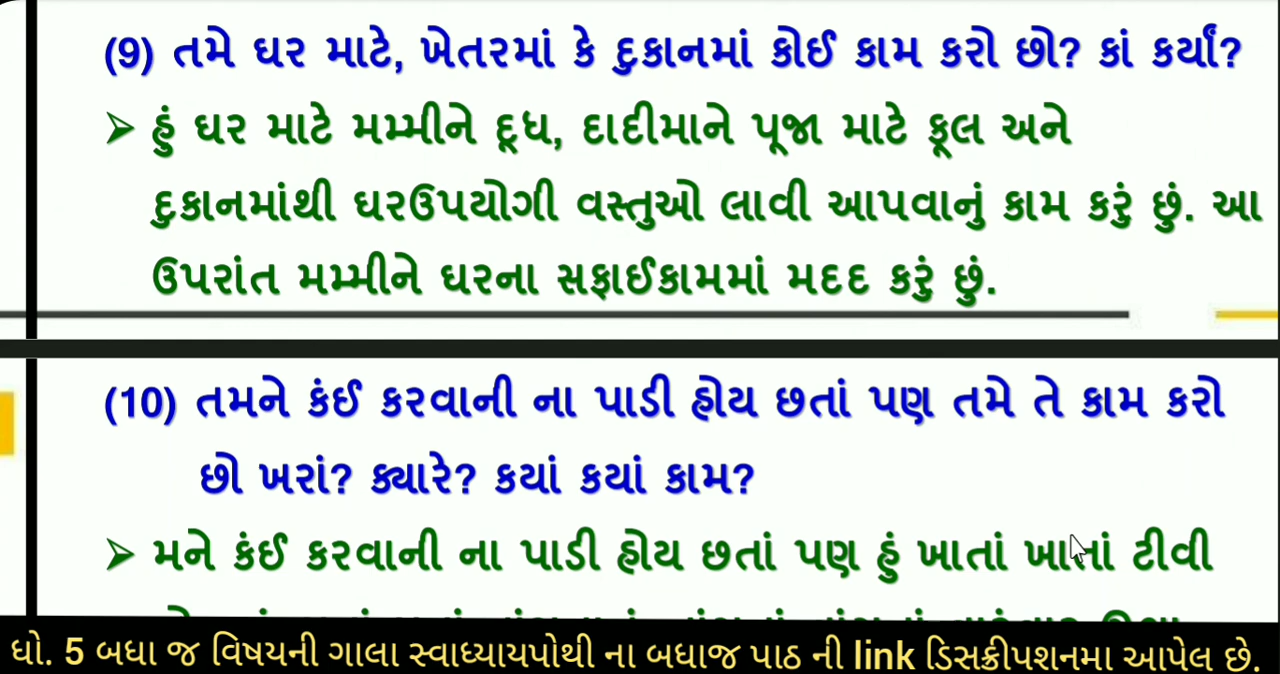 (9) તમે ઘર માટે, ખેતરમાં કે દુકાનમાં કોઈ કામ કરો છો? કાં કર્યાં?
➢ હું ઘર માટે મમ્મીને દૂધ, દાદીમાને પૂજા માટે ફૂલ અને
દુકાનમાંથી ઘરઉપયોગી વસ્તુઓ લાવી આપવાનું કામ કરું છું. આ
ઉપરાંત મમ્મીને ઘરના સફાઈકામમાં મદદ કરું છું.
(10) તમને કંઈ કરવાની ના પાડી હોય છતાં પણ તમે તે કામ કરો
છો ખરાં? ક્યારે? કયાં કયાં કામ?
➢ મને કંઈ કરવાની ના પાડી હોય છતાં પણ હું ખાતાં ખાતાં ટીવી
ધો. 5 બધા જ વિષયની ગાલા સ્વાધ્યાયપોથી ના બધાજ પાઠ ની link ડિસક્રીપશનમા આપેલ છે.